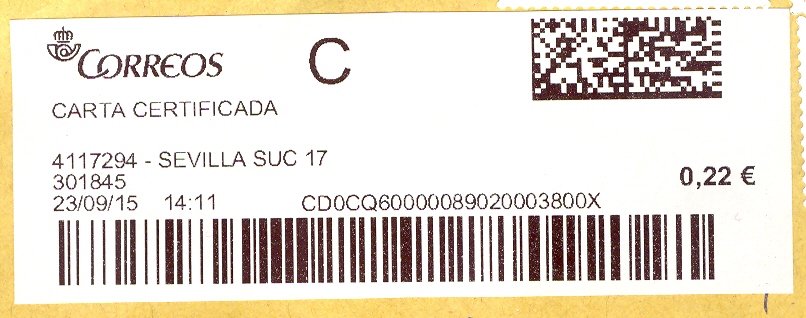 CORREOS
C
CARTA CERTIFICADA
4117294 - SEVILLA SUC 17
301845
0,22 €
23/09/15 14:11 CD0CQ60000089020003800X